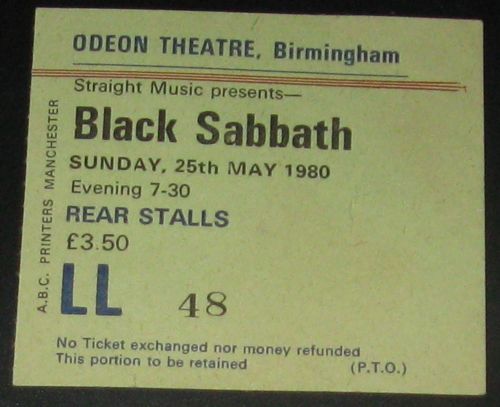 ODEON THEATRE, Birmingham
Straight Music presents—
Black Sabbath
SUNDAY, 25th MAY 1980
Evening 7-30
REAR STALLS
£3.50
LL 48
No Ticket exchanged nor money refunded
This portion to be retained (P.T.O.)
A.B.C. PRINTERS MANCHESTER